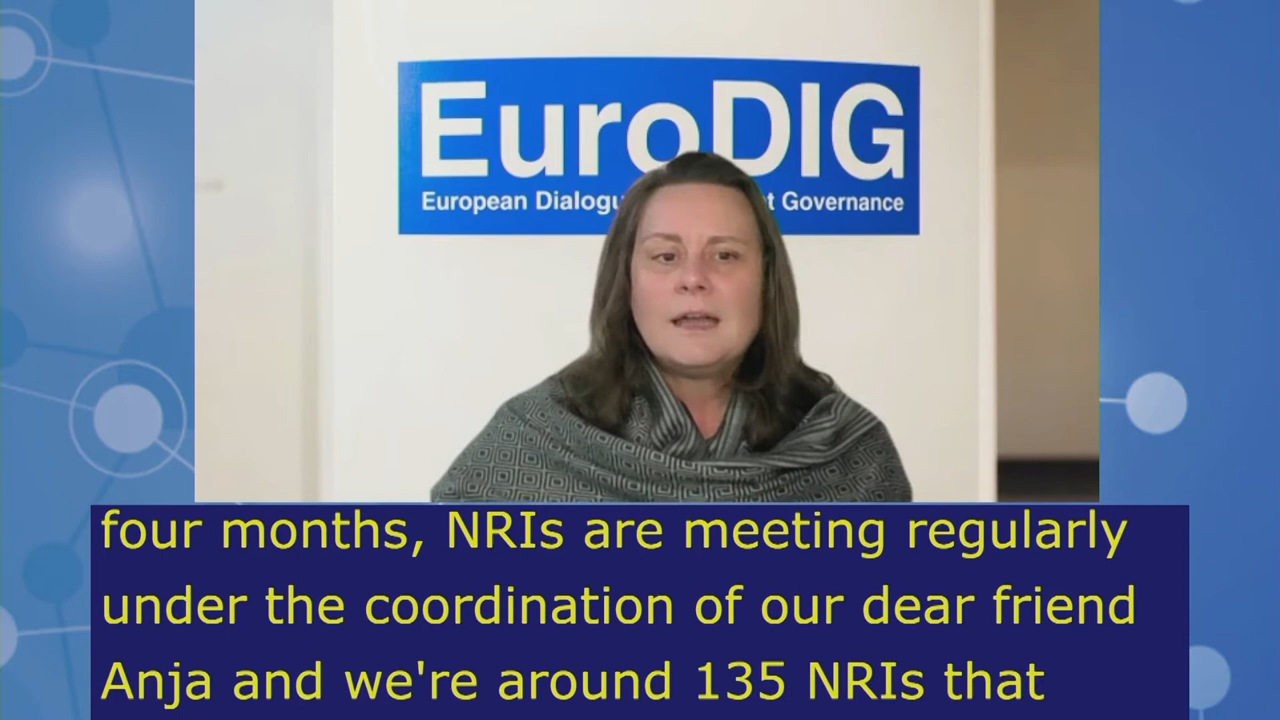 EuroDIG
European Dialogu t Governance
four months, NRIs are meeting regularly
under the coordination of our dear friend
Anja and we're around 135 NRIs that